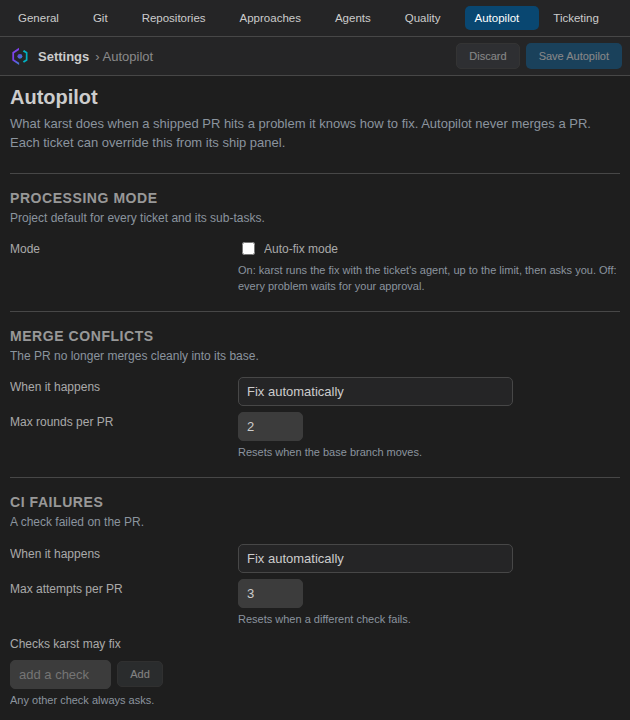 General Git Repositories Approaches Agents Quality Autopilot Ticketing
Settings › Autopilot Discard Save Autopilot
Autopilot
What karst does when a shipped PR hits a problem it knows how to fix. Autopilot never merges a PR.
Each ticket can override this from its ship panel.
PROCESSING MODE
Project default for every ticket and its sub-tasks.
Mode Auto-fix mode
On: karst runs the fix with the ticket's agent, up to the limit, then asks you. Off:
every problem waits for your approval.
MERGE CONFLICTS
The PR no longer merges cleanly into its base.
When it happens Fix automatically
Max rounds per PR 2
Resets when the base branch moves.
CI FAILURES
A check failed on the PR.
When it happens Fix automatically
Max attempts per PR 3
Resets when a different check fails.
Checks karst may fix
add a check Add
Any other check always asks.